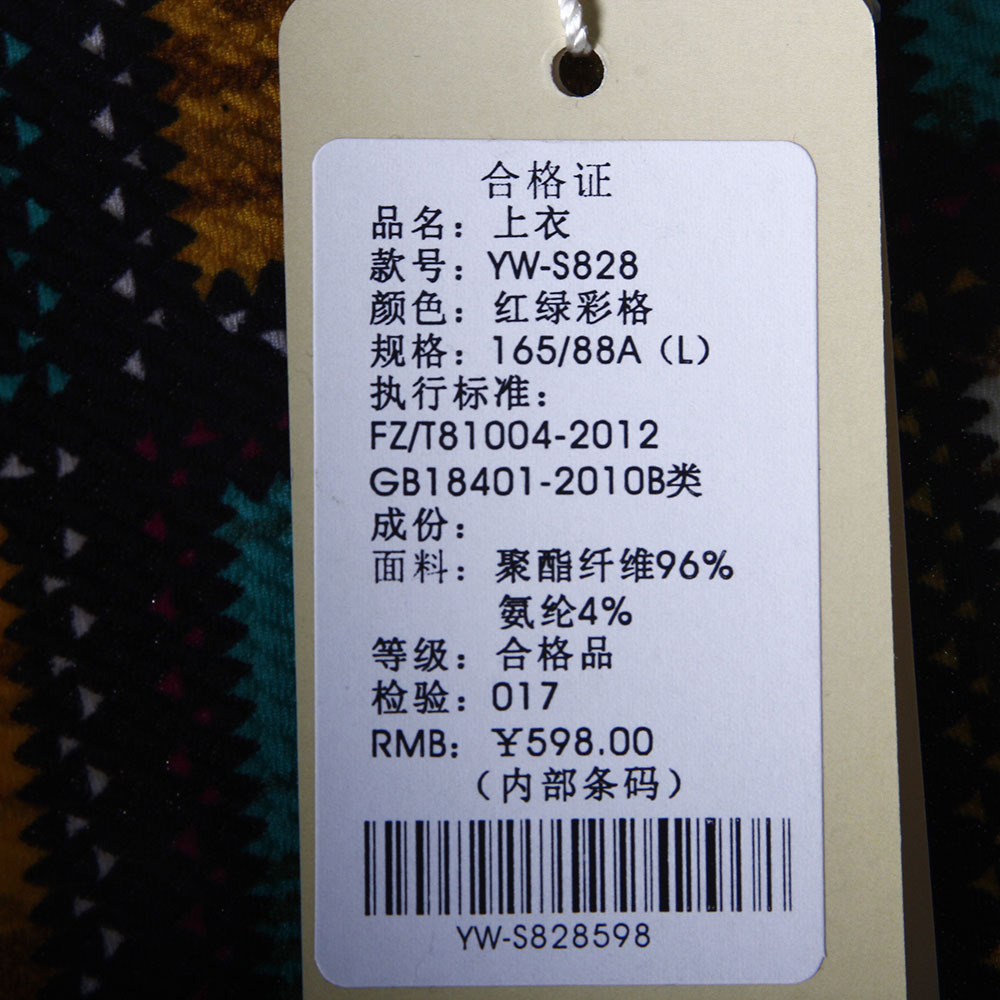 合格证
品名：上衣
款号：YW-S828
颜色：红绿彩格
规格：165/88A（L）
执行标准：
FZ/T81004-2012
GB18401-2010B类
成份：
面料：聚酯纤维96%
氨纶4%
等级：合格品
检验：017
RMB：￥598.00
（内部条码）
YW-S828598